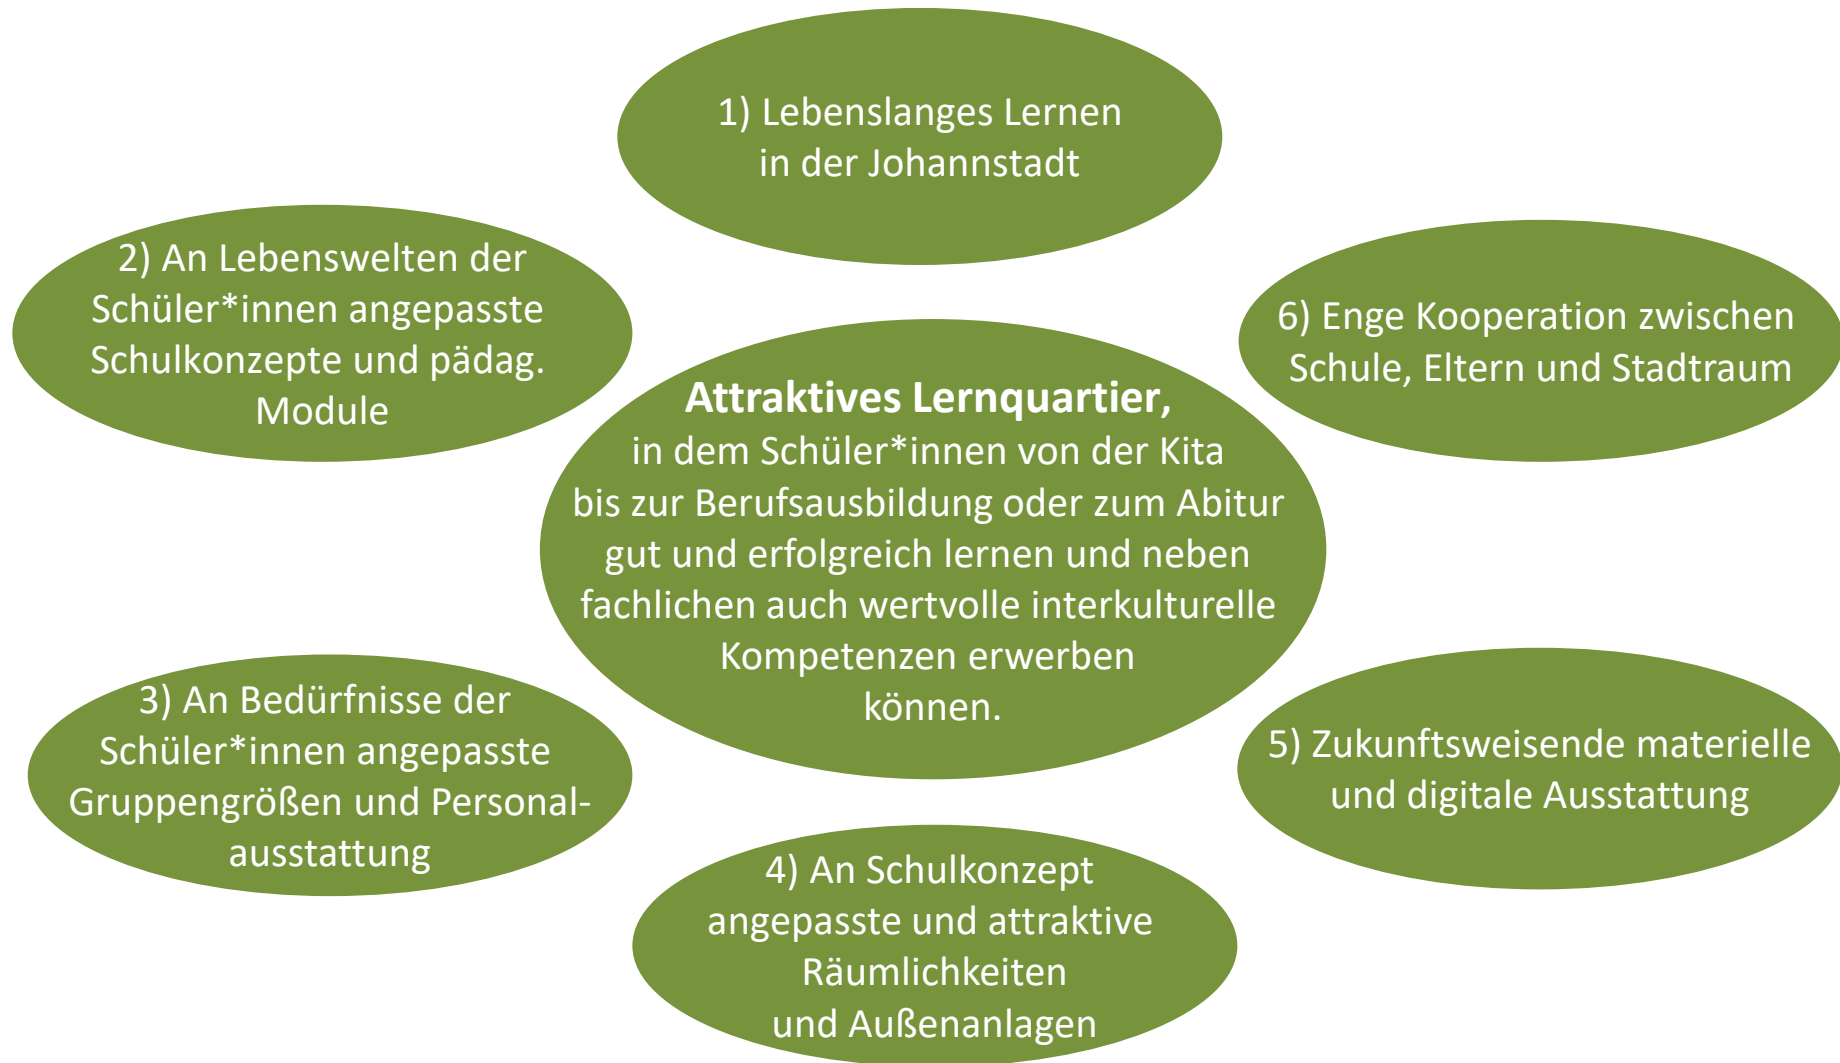 1) Lebenslanges Lernen
in der Johannstadt
2) An Lebenswelten der
Schüler*innen angepasste
Schulkonzepte und pädag.
Module
6) Enge Kooperation zwischen
Schule, Eltern und Stadtraum
Attraktives Lernquartier,
in dem Schüler*innen von der Kita
bis zur Berufsausbildung oder zum Abitur
gut und erfolgreich lernen und neben
fachlichen auch wertvolle interkulturelle
Kompetenzen erwerben
können.
3) An Bedürfnisse der
Schüler*innen angepasste
Gruppengrößen und Personal-
ausstattung
5) Zukunftsweisende materielle
und digitale Ausstattung
4) An Schulkonzept
angepasste und attraktive
Räumlichkeiten
und Außenanlagen